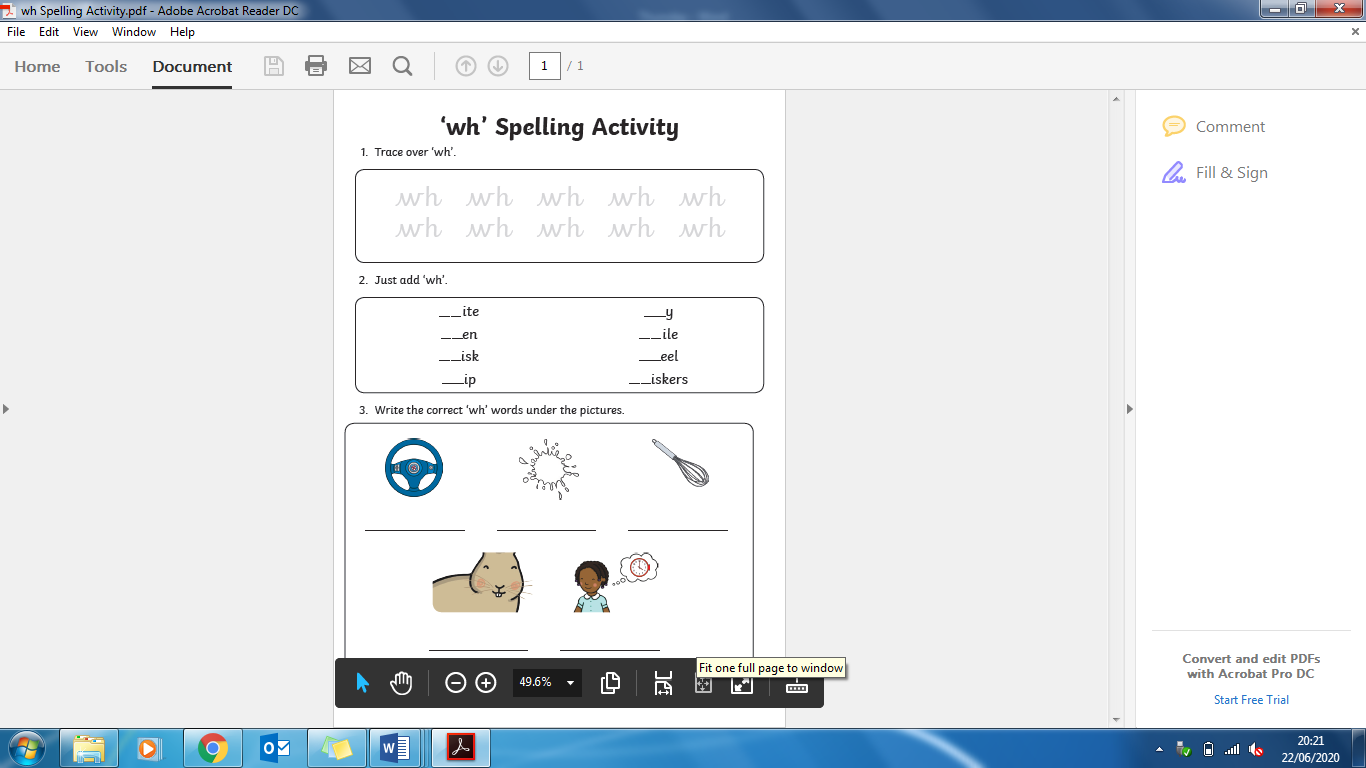 wh Spelling Activity.pdf - Adobe Acrobat Reader DC
File Edit View Window Help
Home Tools Document 1 / 1
‘wh’ Spelling Activity
1. Trace over ‘wh’.
wh wh wh wh wh
wh wh wh wh wh
2. Just add ‘wh’.
__ite ___y
___en __ile
__isk ___eel
___ip __iskers
3. Write the correct ‘wh’ words under the pictures.
Comment
Fill & Sign
Fit one full page to window
49.6%
Convert and edit PDFs
with Acrobat Pro DC
Start Free Trial
20:21
22/06/2020